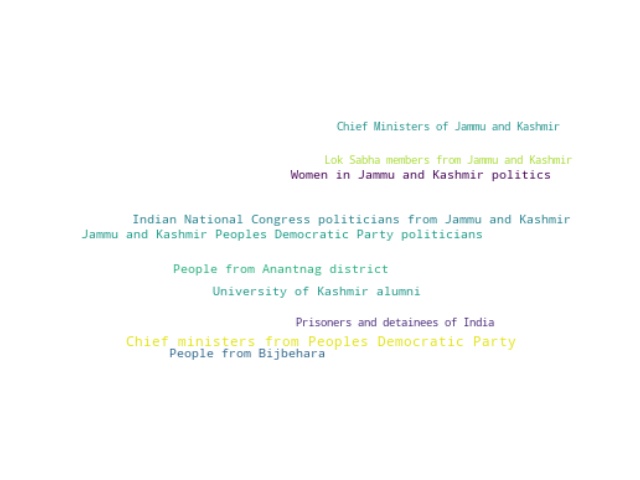 Chief Ministers of Jammu and Kashmir
Lok Sabha members from Jammu and Kashmir
Women in Jammu and Kashmir politics
Indian National Congress politicians from Jammu and Kashmir
Jammu and Kashmir Peoples Democratic Party politicians
People from Anantnag district
University of Kashmir alumni
Prisoners and detainees of India
Chief ministers from Peoples Democratic Party
People from Bijbehara